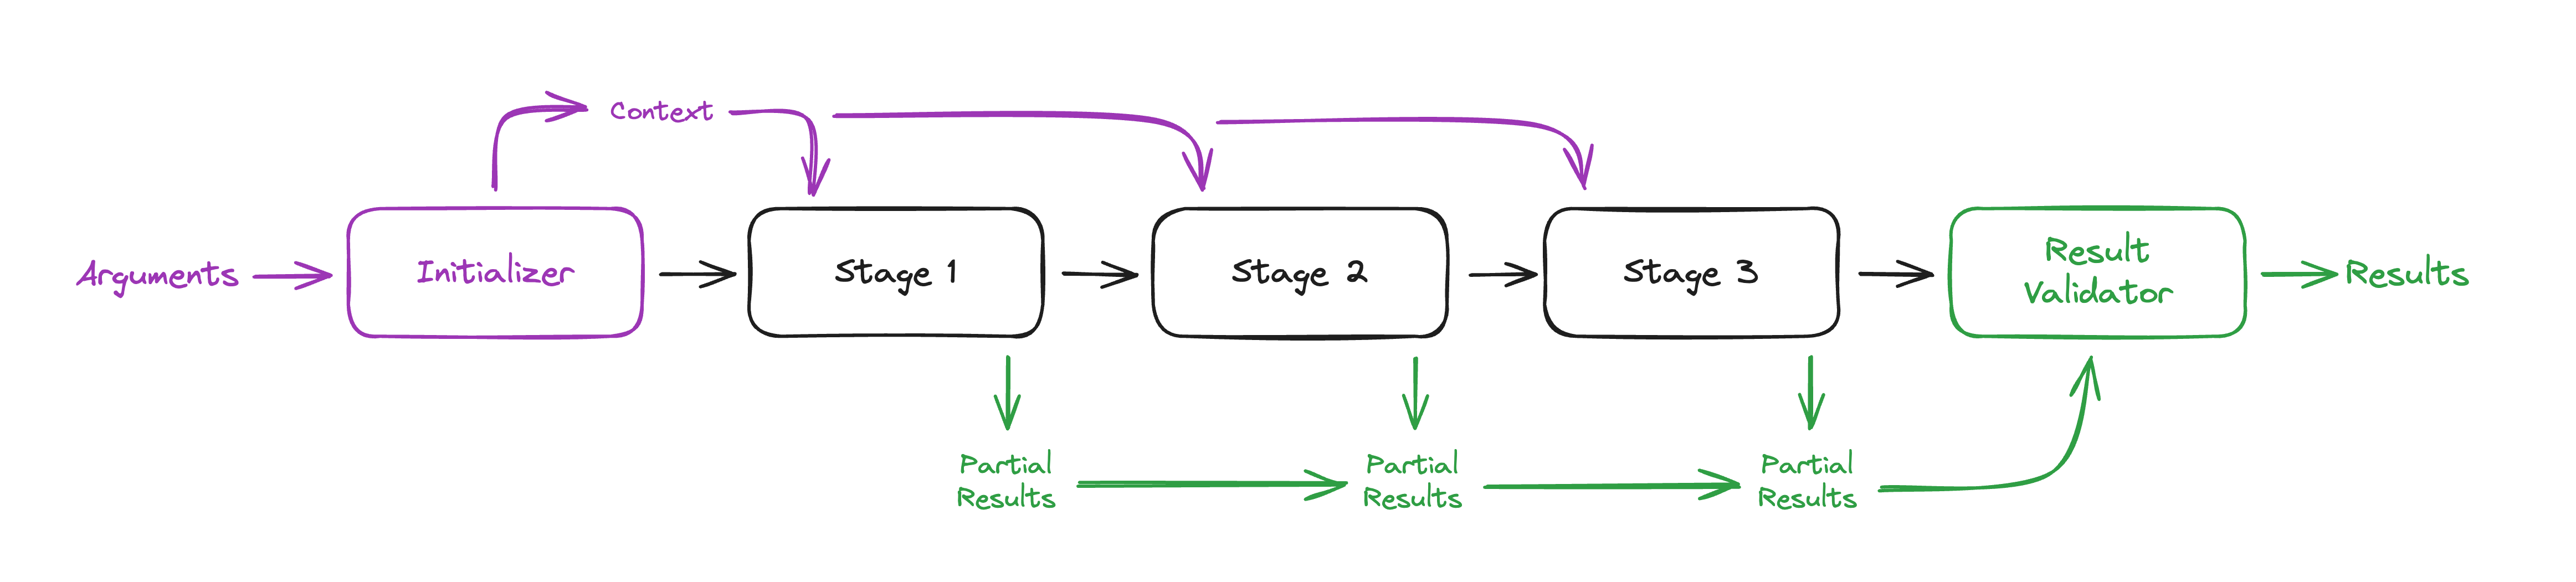 Context
Arguments
Initializer
Stage 1
Stage 2
Stage 3
Result
Validator
Results
Partial
Results
Partial
Results
Partial
Results